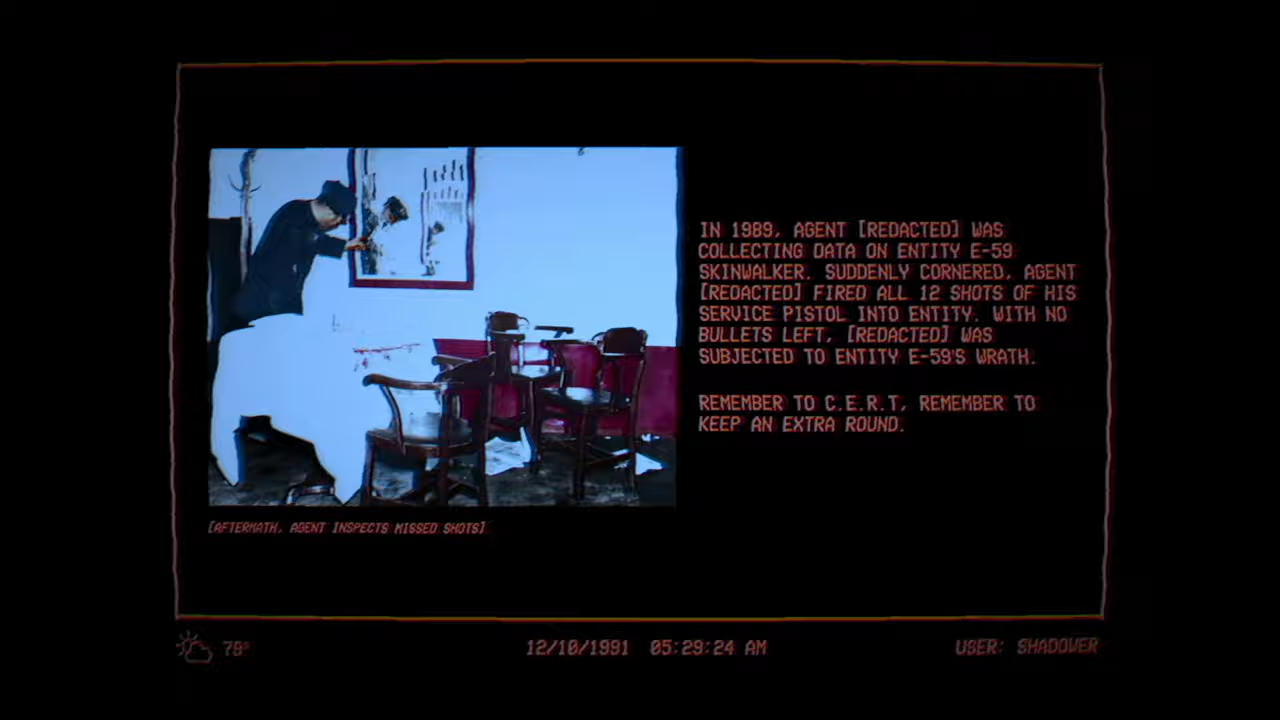 IN 1989, AGENT [REDACTED] WAS
COLLECTING DATA ON ENTITY E-59
SKINWALKER. SUDDENLY CORNERED, AGENT
[REDACTED] FIRED ALL 12 SHOTS OF HIS
SERVICE PISTOL INTO ENTITY. WITH NO
BULLETS LEFT, [REDACTED] WAS
SUBJECTED TO ENTITY E-59'S WRATH.
REMEMBER TO C.E.R.T, REMEMBER TO
KEEP AN EXTRA ROUND.
[AFTERMATH, AGENT INSPECTS MISSED SHOTS]
12/10/1991 05:29:24 AM
USER: SHADOWER